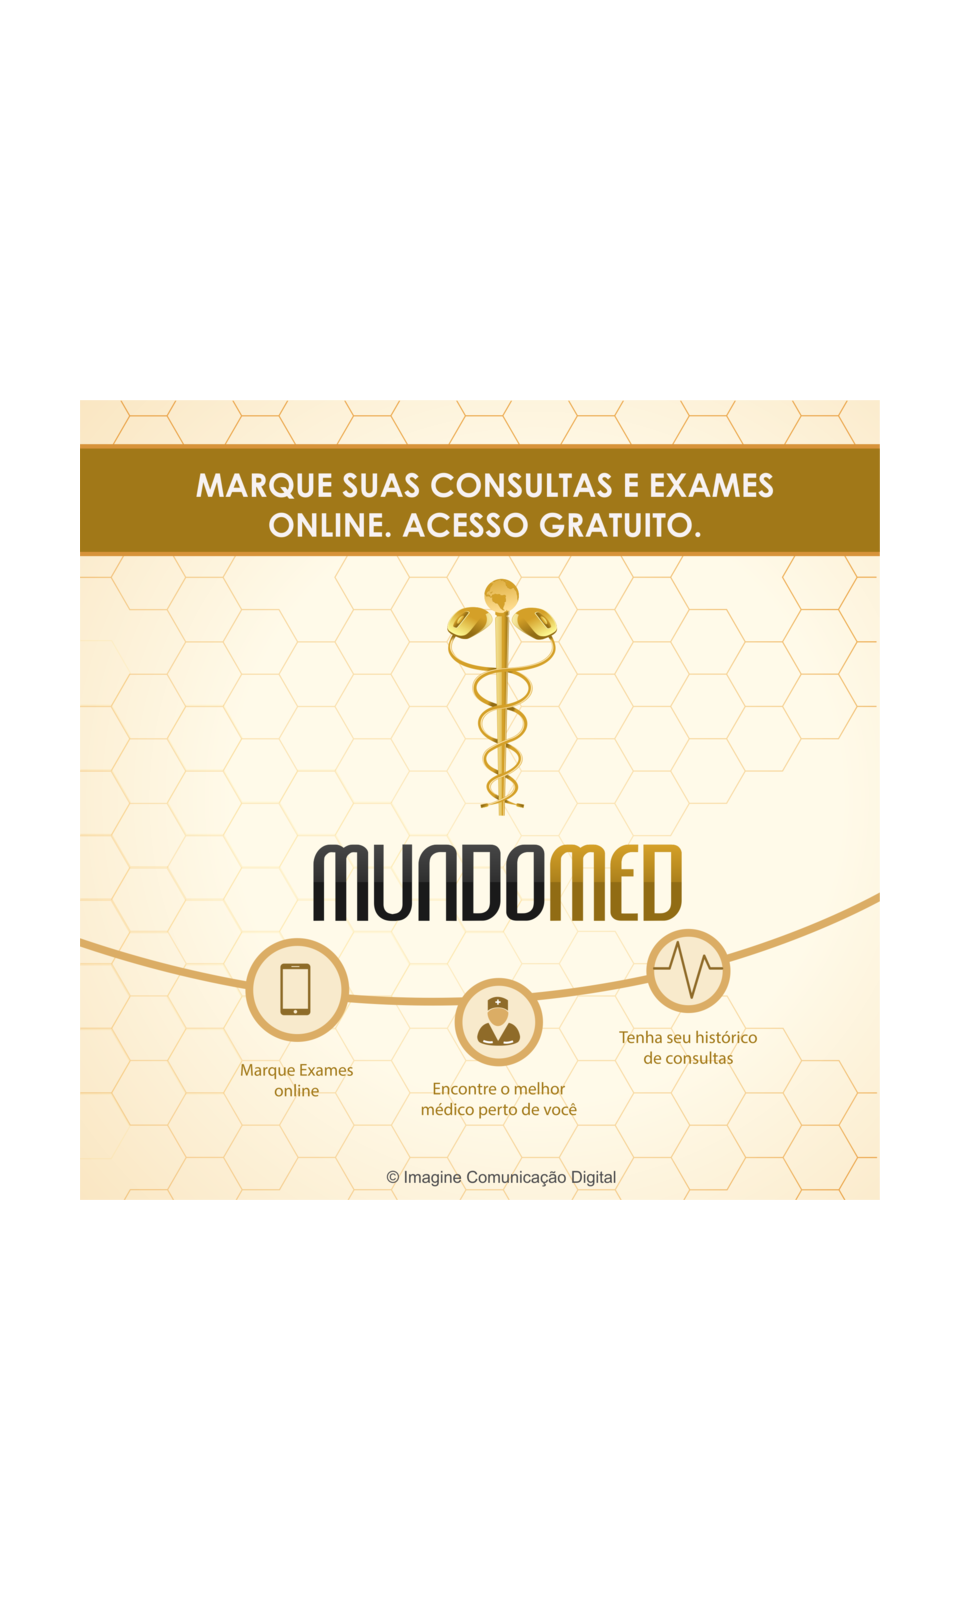 MARQUE SUAS CONSULTAS E EXAMES
ONLINE. ACESSO GRATUITO.
MUNDOMED
Marque Exames
online
Encontre o melhor
médico perto de você
Tenha seu histórico
de consultas
© Imagine Comunicação Digital